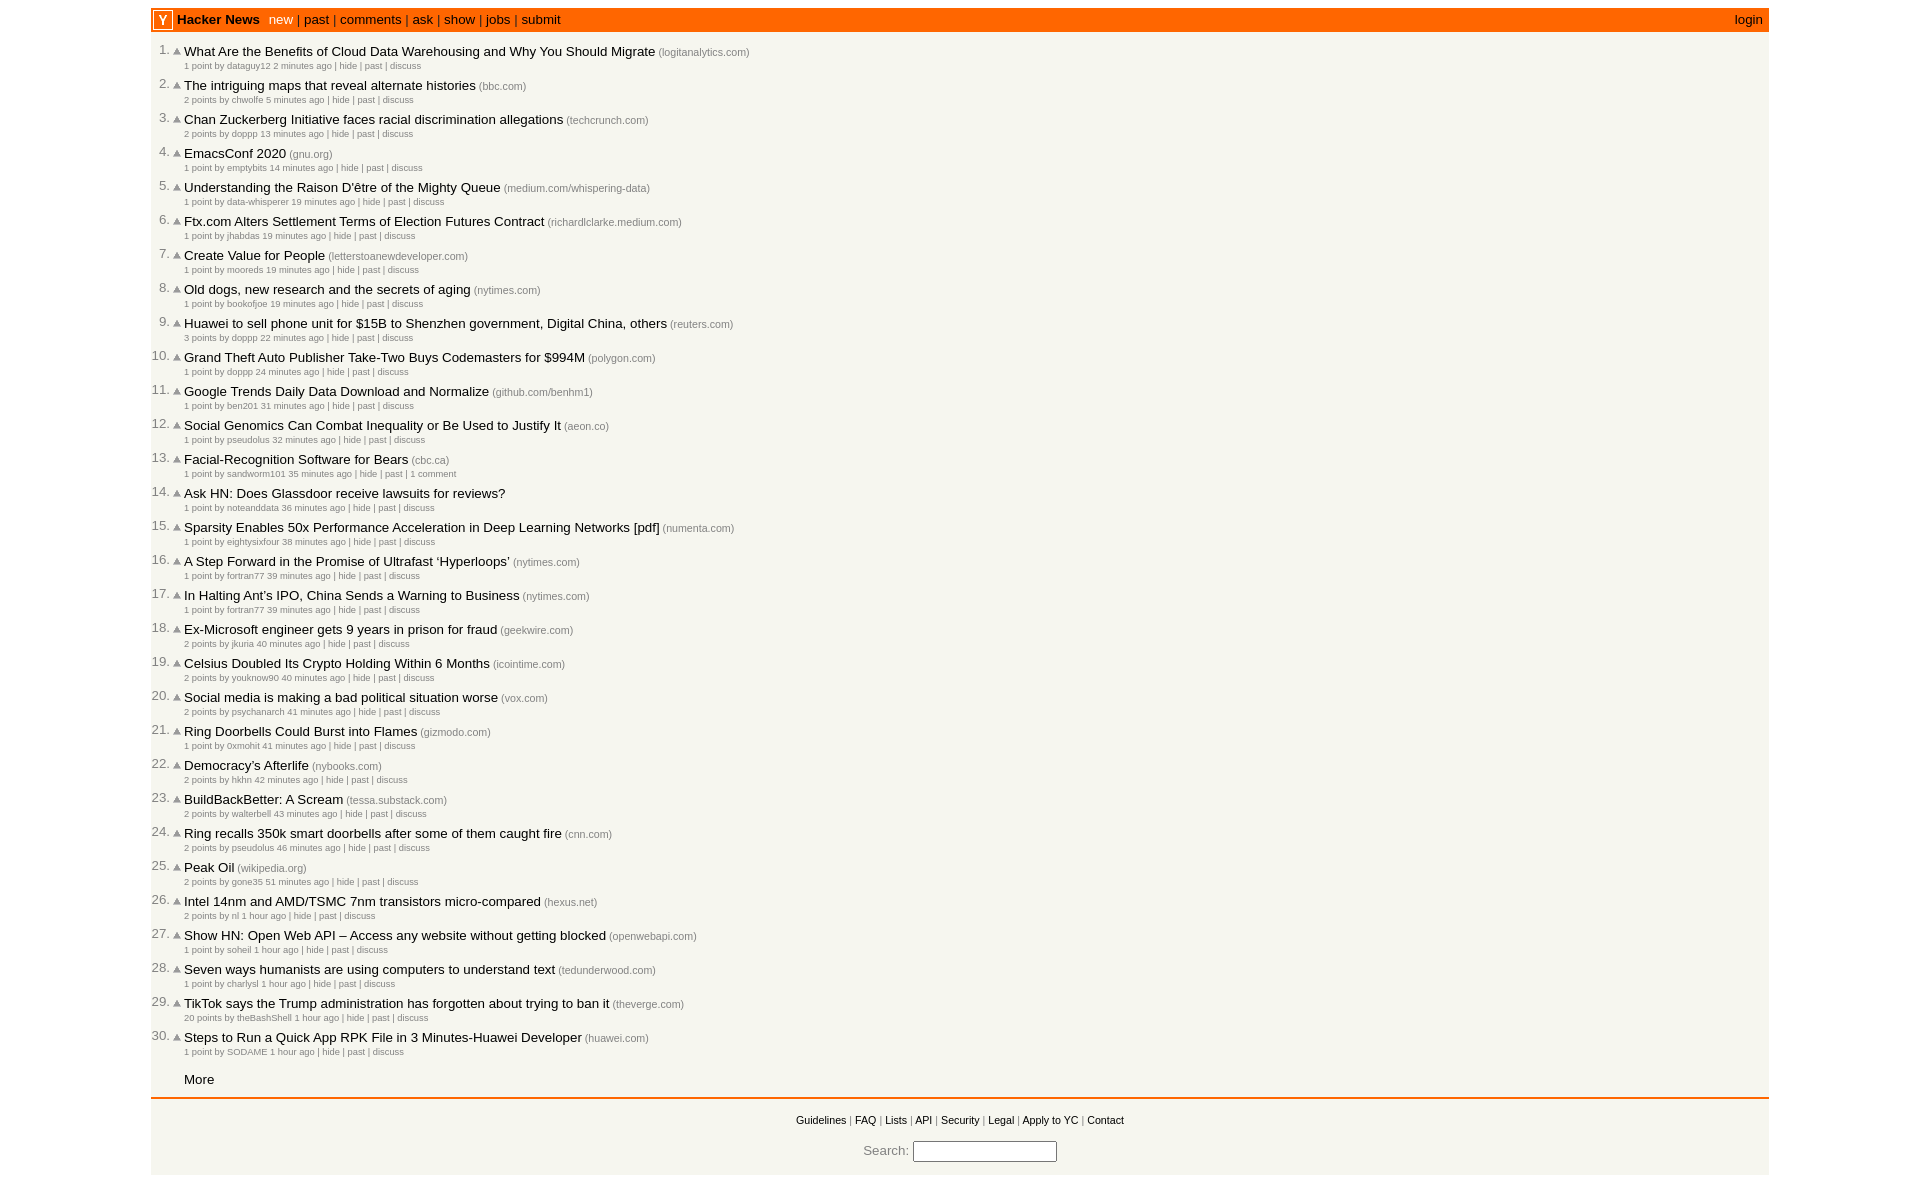 Y Hacker News new | past | comments | ask | show | jobs | submit login
1. What Are the Benefits of Cloud Data Warehousing and Why You Should Migrate (logitanalytics.com)
1 point by dataguy12 2 minutes ago | hide | past | discuss
2. The intriguing maps that reveal alternate histories (bbc.com)
2 points by chwolfe 5 minutes ago | hide | past | discuss
3. Chan Zuckerberg Initiative faces racial discrimination allegations (techcrunch.com)
2 points by doppp 13 minutes ago | hide | past | discuss
4. EmacsConf 2020 (gnu.org)
1 point by emptybits 14 minutes ago | hide | past | discuss
5. Understanding the Raison D'être of the Mighty Queue (medium.com/whispering-data)
1 point by data-whisperer 19 minutes ago | hide | past | discuss
6. Ftx.com Alters Settlement Terms of Election Futures Contract (richardlclarke.medium.com)
1 point by jhabdas 19 minutes ago | hide | past | discuss
7. Create Value for People (letterstoanewdeveloper.com)
1 point by mooreds 19 minutes ago | hide | past | discuss
8. Old dogs, new research and the secrets of aging (nytimes.com)
1 point by bookofjoe 19 minutes ago | hide | past | discuss
9. Huawei to sell phone unit for $15B to Shenzhen government, Digital China, others (reuters.com)
3 points by doppp 22 minutes ago | hide | past | discuss
10. Grand Theft Auto Publisher Take-Two Buys Codemasters for $994M (polygon.com)
1 point by doppp 24 minutes ago | hide | past | discuss
11. Google Trends Daily Data Download and Normalize (github.com/benhm1)
1 point by ben201 31 minutes ago | hide | past | discuss
12. Social Genomics Can Combat Inequality or Be Used to Justify It (aeon.co)
1 point by pseudolus 32 minutes ago | hide | past | discuss
13. Facial-Recognition Software for Bears (cbc.ca)
1 point by sandworm101 35 minutes ago | hide | past | 1 comment
14. Ask HN: Does Glassdoor receive lawsuits for reviews?
1 point by noteanddata 36 minutes ago | hide | past | discuss
15. Sparsity Enables 50x Performance Acceleration in Deep Learning Networks [pdf] (numenta.com)
1 point by eightysixfour 38 minutes ago | hide | past | discuss
16. A Step Forward in the Promise of Ultrafast ‘Hyperloops’ (nytimes.com)
1 point by fortran77 39 minutes ago | hide | past | discuss
17. In Halting Ant’s IPO, China Sends a Warning to Business (nytimes.com)
1 point by fortran77 39 minutes ago | hide | past | discuss
18. Ex-Microsoft engineer gets 9 years in prison for fraud (geekwire.com)
2 points by jkuria 40 minutes ago | hide | past | discuss
19. Celsius Doubled Its Crypto Holding Within 6 Months (icointime.com)
2 points by youknow90 40 minutes ago | hide | past | discuss
20. Social media is making a bad political situation worse (vox.com)
2 points by psychanarch 41 minutes ago | hide | past | discuss
21. Ring Doorbells Could Burst into Flames (gizmodo.com)
1 point by 0xmohit 41 minutes ago | hide | past | discuss
22. Democracy’s Afterlife (nybooks.com)
2 points by hkhn 42 minutes ago | hide | past | discuss
23. BuildBackBetter: A Scream (tessa.substack.com)
2 points by walterbell 43 minutes ago | hide | past | discuss
24. Ring recalls 350k smart doorbells after some of them caught fire (cnn.com)
2 points by pseudolus 46 minutes ago | hide | past | discuss
25. Peak Oil (wikipedia.org)
2 points by gone35 51 minutes ago | hide | past | discuss
26. Intel 14nm and AMD/TSMC 7nm transistors micro-compared (hexus.net)
2 points by nl 1 hour ago | hide | past | discuss
27. Show HN: Open Web API – Access any website without getting blocked (openwebapi.com)
1 point by soheil 1 hour ago | hide | past | discuss
28. Seven ways humanists are using computers to understand text (tedunderwood.com)
1 point by charlysl 1 hour ago | hide | past | discuss
29. TikTok says the Trump administration has forgotten about trying to ban it (theverge.com)
20 points by theBashShell 1 hour ago | hide | past | discuss
30. Steps to Run a Quick App RPK File in 3 Minutes-Huawei Developer (huawei.com)
1 point by SODAME 1 hour ago | hide | past | discuss
More
Guidelines | FAQ | Lists | API | Security | Legal | Apply to YC | Contact
Search: